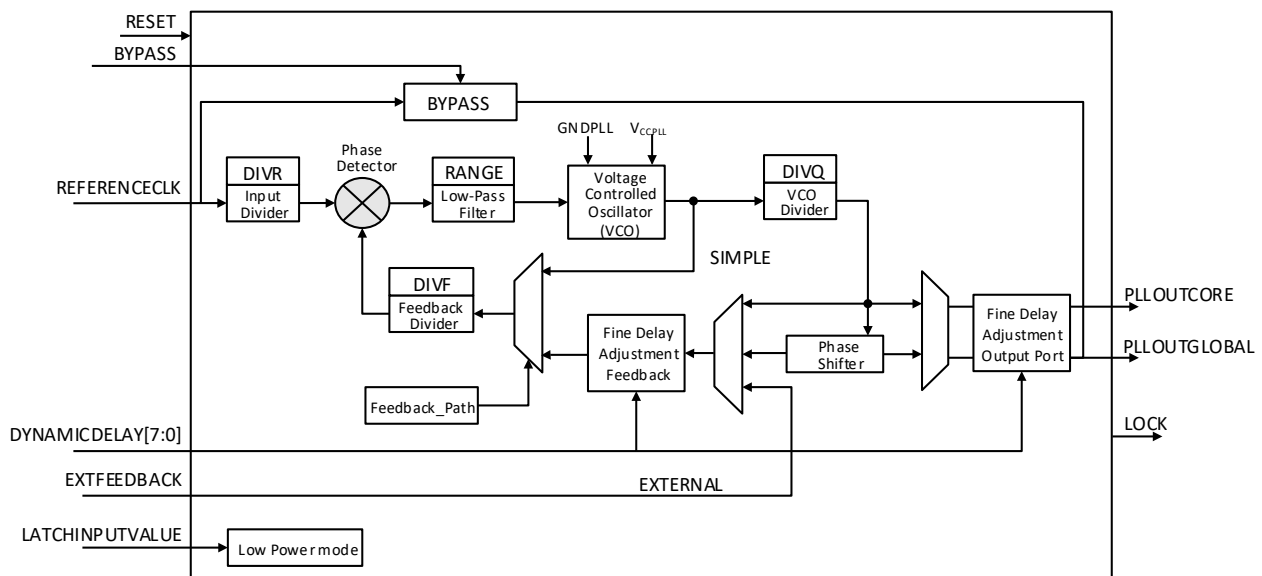 RESET
BYPASS
BYPASS
GNDPLL
VCCPLL
Phase
Detector
DIVR
Input
Divider
REFERENCECLK
RANGE
Low-Pass
Filter
Voltage
Controlled
Oscillator
(VCO)
DIVQ
VCO
Divider
SIMPLE
DIVF
Feedback
Divider
Fine Delay
Adjustment
Feedback
Phase
Shifter
Fine Delay
Adjustment
Output Port
PLLOUTCORE
PLLOUTGLOBAL
Feedback_Path
DYNAMICDELAY[7:0]
LOCK
EXTFEEDBACK
EXTERNAL
LATCHINPUTVALUE
Low Power mode